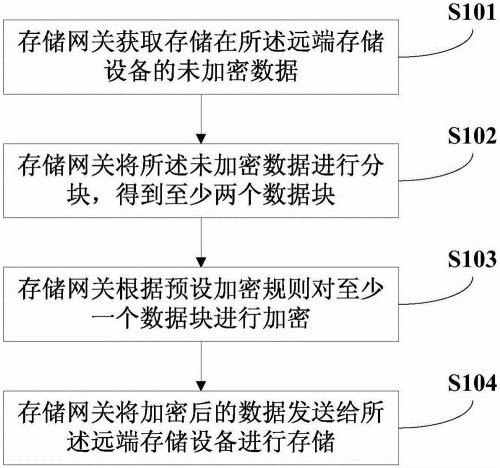 S101
存储网关获取存储在所述远端存储
设备的未加密数据
S102
存储网关将所述未加密数据进行分
块，得到至少两个数据块
S103
存储网关根据预设加密规则对至少
一个数据块进行加密
S104
存储网关将加密后的数据发送给所
述远端存储设备进行存储